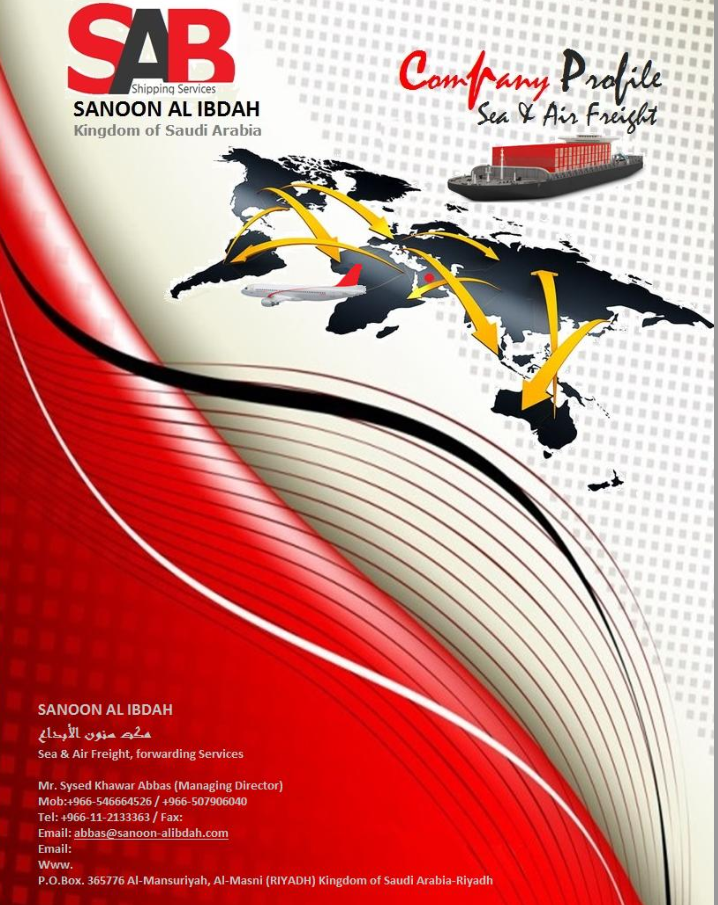 SAB
Shipping Services
SANOON AL IBDAH
Kingdom of Saudi Arabia
Company Profile
Sea & Air Freight
SANOON AL IBDAH
سنون الأبداع
Sea & Air Freight, forwarding Services
Mr. Sysed Khawar Abbas (Managing Director)
Mob:+966-546664526 / +966-507906040
Tel: +966-11-2133363 / Fax:
Email: abbas@sanoon-alibdah.com
Email:
Www.
P.O.Box. 365776 Al-Mansuriyah, Al-Masni (RIYADH) Kingdom of Saudi Arabia-Riyadh